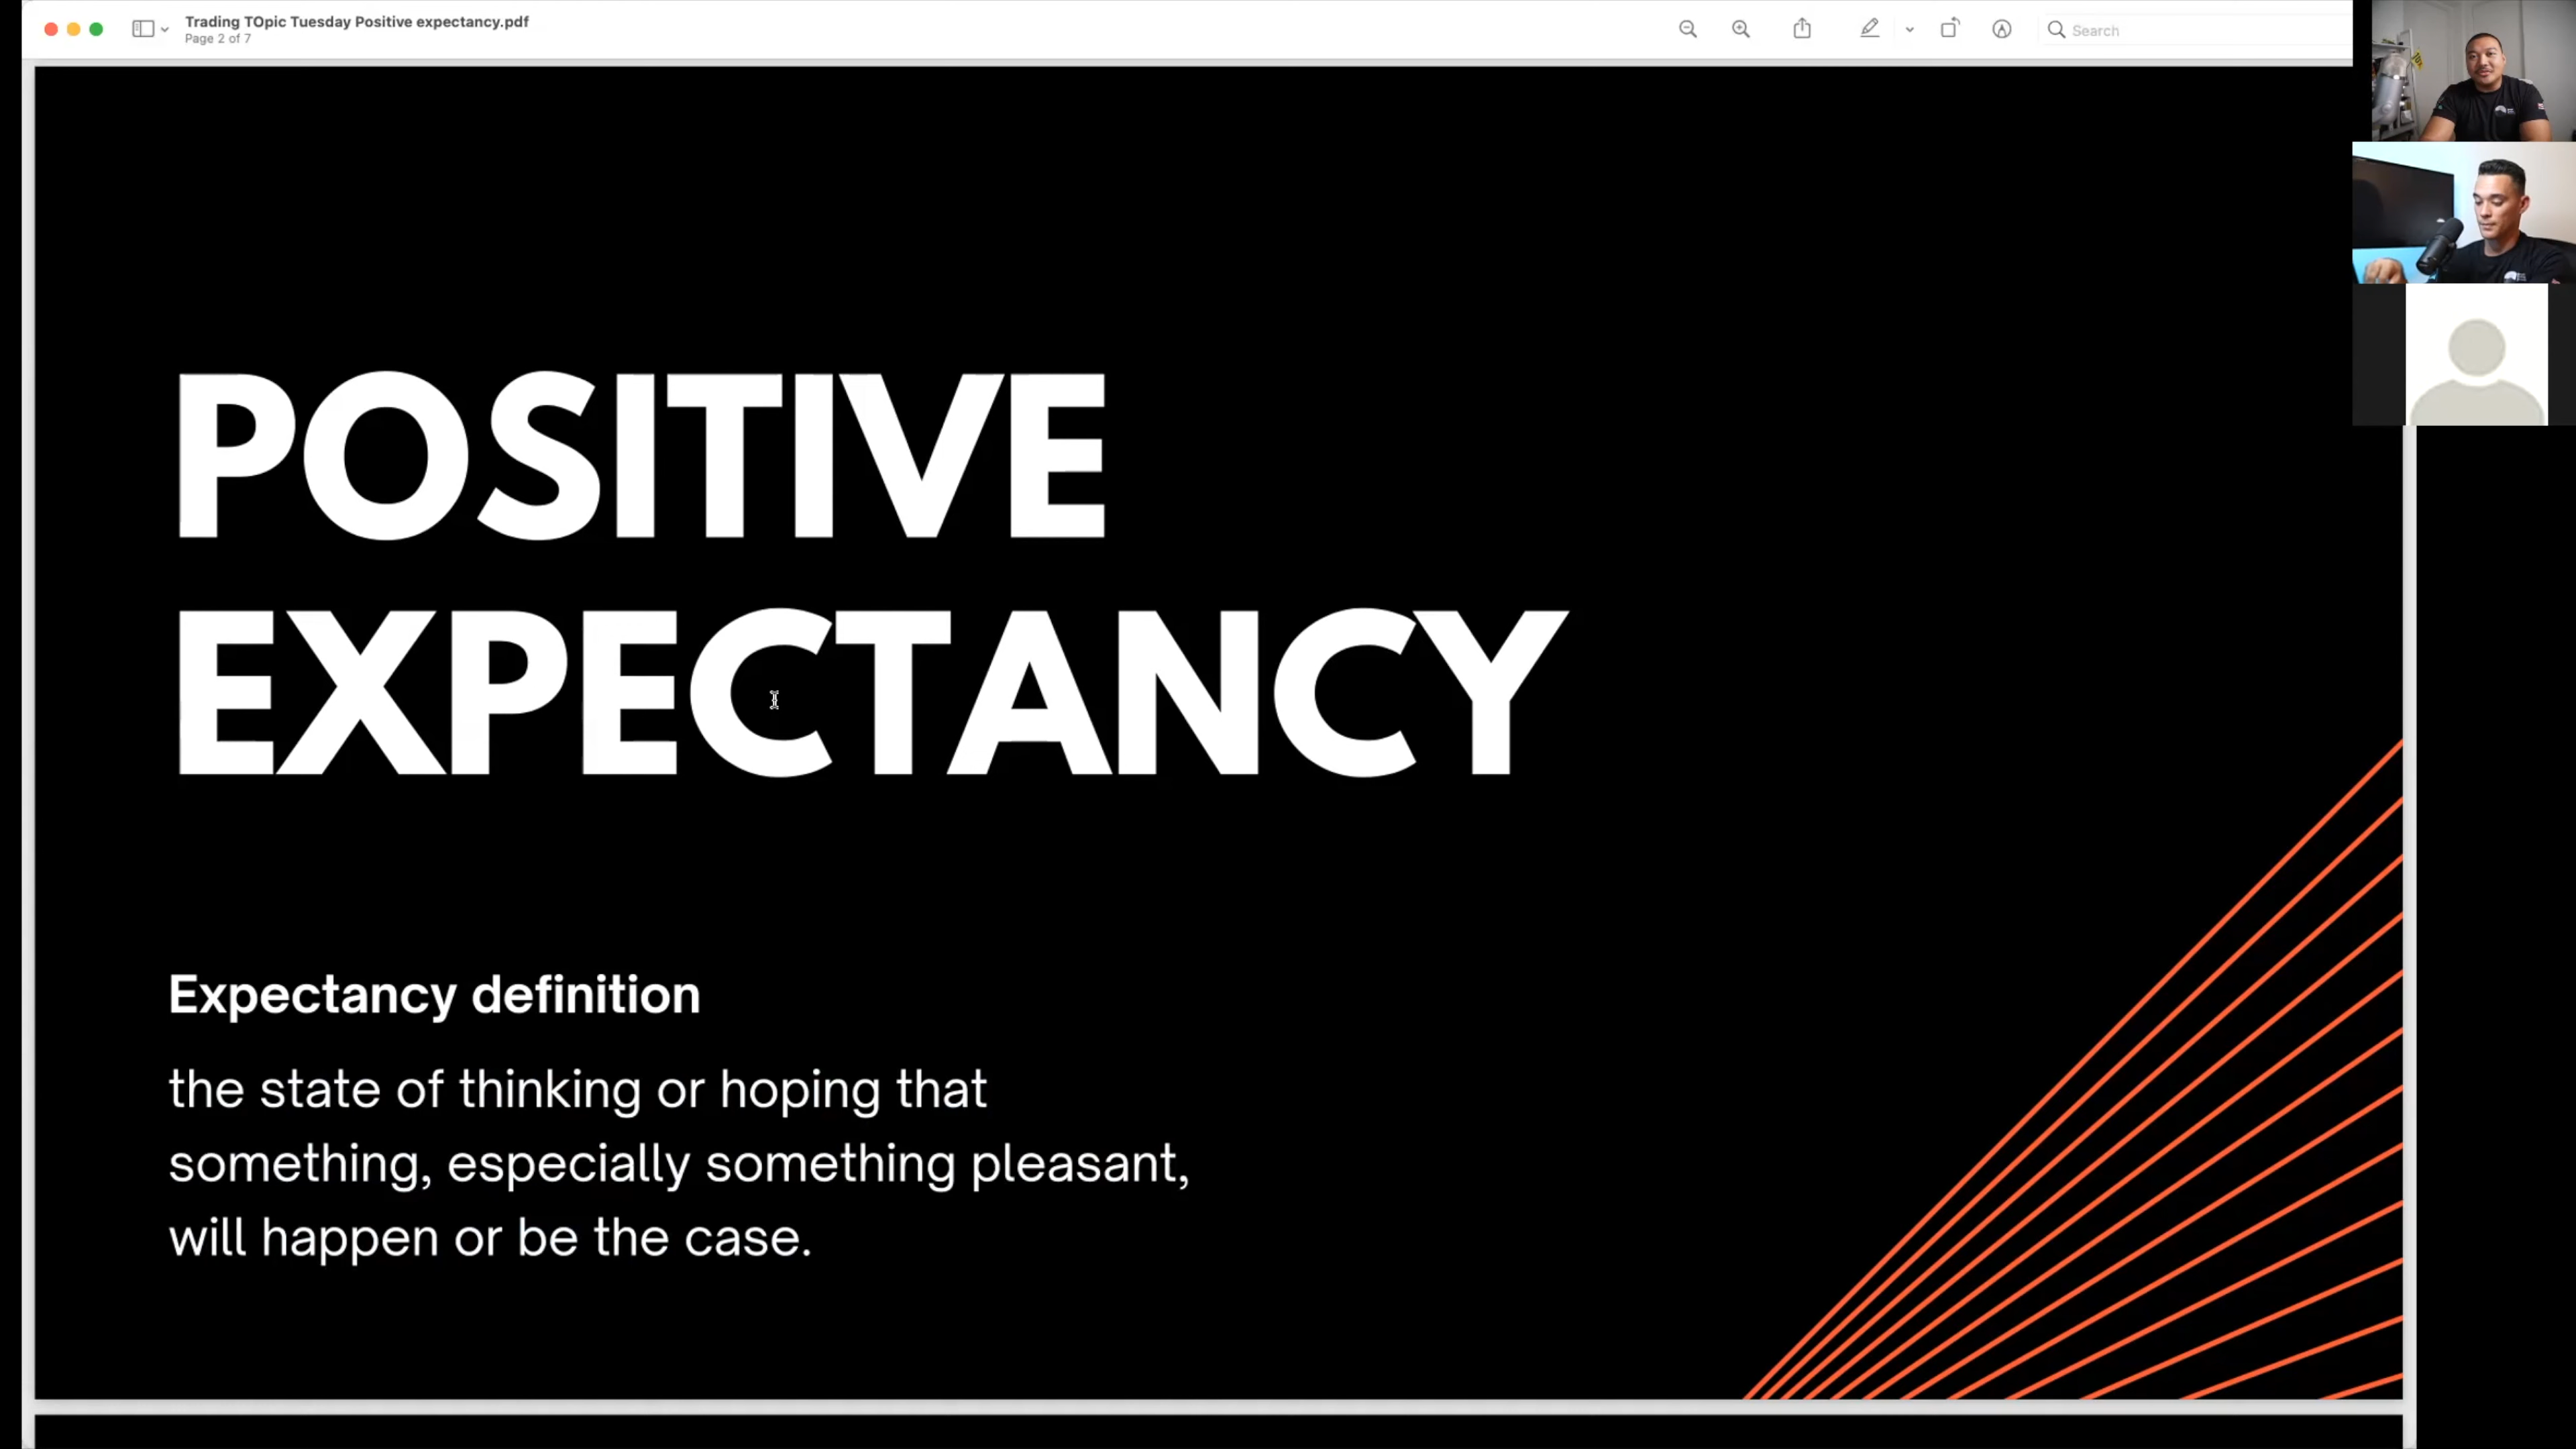 Trading TOpic Tuesday Positive expectancy.pdf
Page 2 of 7
Search
POSITIVE
EXPECTANCY
Expectancy definition
the state of thinking or hoping that
something, especially something pleasant,
will happen or be the case.